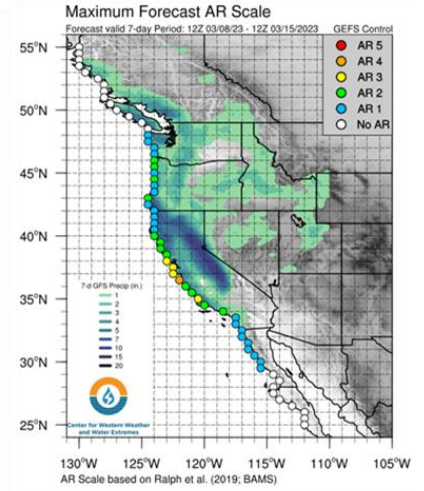 Maximum Forecast AR Scale
Forecast valid 7-day Period: 12Z 03/08/23 - 12Z 03/15/2023
GEFS Control
AR 5
AR 4
AR 3
AR 2
AR 1
No AR
55°N
50°N
45°N
40°N
35°N
30°N
25°N
7-d GFS Precip (in.)
1
2
3
4
5
7
10
15
20
Center for Western Weather
and Water Extremes
130°W 125°W 120°W 115°W 110°W 105°W
AR Scale based on Ralph et al. (2019; BAMS)